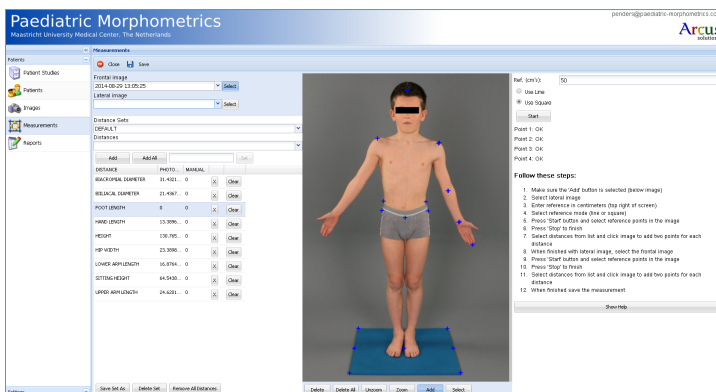 Paediatric Morphometrics
Maastricht University Medical Center, The Netherlands
penders@paediatric-morphometrics.co
Arcus
solution
Patients
Patient Studies
Patients
Images
Measurements
Reports
Measurements
Close Save
Frontal image
2014-08-29 13:05:25 Select
Lateral image
Select
Distance Sets
DEFAULT
Distances
Add Add All
DISTANCE PHOTO... MANUAL
BIACROMIAL DIAMETER 31.4321... 0 X Clear
BIILIACAL DIAMETER 21.4367... 0 X Clear
FOOT LENGTH 0 0 X Clear
HAND LENGTH 13.3896... 0 X Clear
HEIGHT 130.765... 0 X Clear
HIP WIDTH 23.3898... 0 X Clear
LOWER ARM LENGTH 16.8764... 0 X Clear
SITTING HEIGHT 64.5438... 0 X Clear
UPPER ARM LENGTH 24.6201... 0 X Clear
Save Set As Delete Set Remove All Distances
Delete Delete All Unzoom Zoom Add Select
Ref. (cm's): 50
Use Line
Use Square
Start
Point 1: OK
Point 2: OK
Point 3: OK
Point 4: OK
Follow these steps:
1. Make sure the 'Add' button is selected (below image)
2. Select lateral image
3. Enter reference in centimeters (top right of screen)
4. Select reference mode (line or square)
5. Press 'Start' button and select reference points in the image
6. Press 'Stop' to finish
7. Select distances from list and click image to add two points for each
distance
8. When finished with lateral image, select the frontal image
9. Press 'Start' button and select reference points in the image
10. Press 'Stop' to finish
11. Select distances from list and click image to add two points for each
distance
12. When finished save the measurement
Show Help